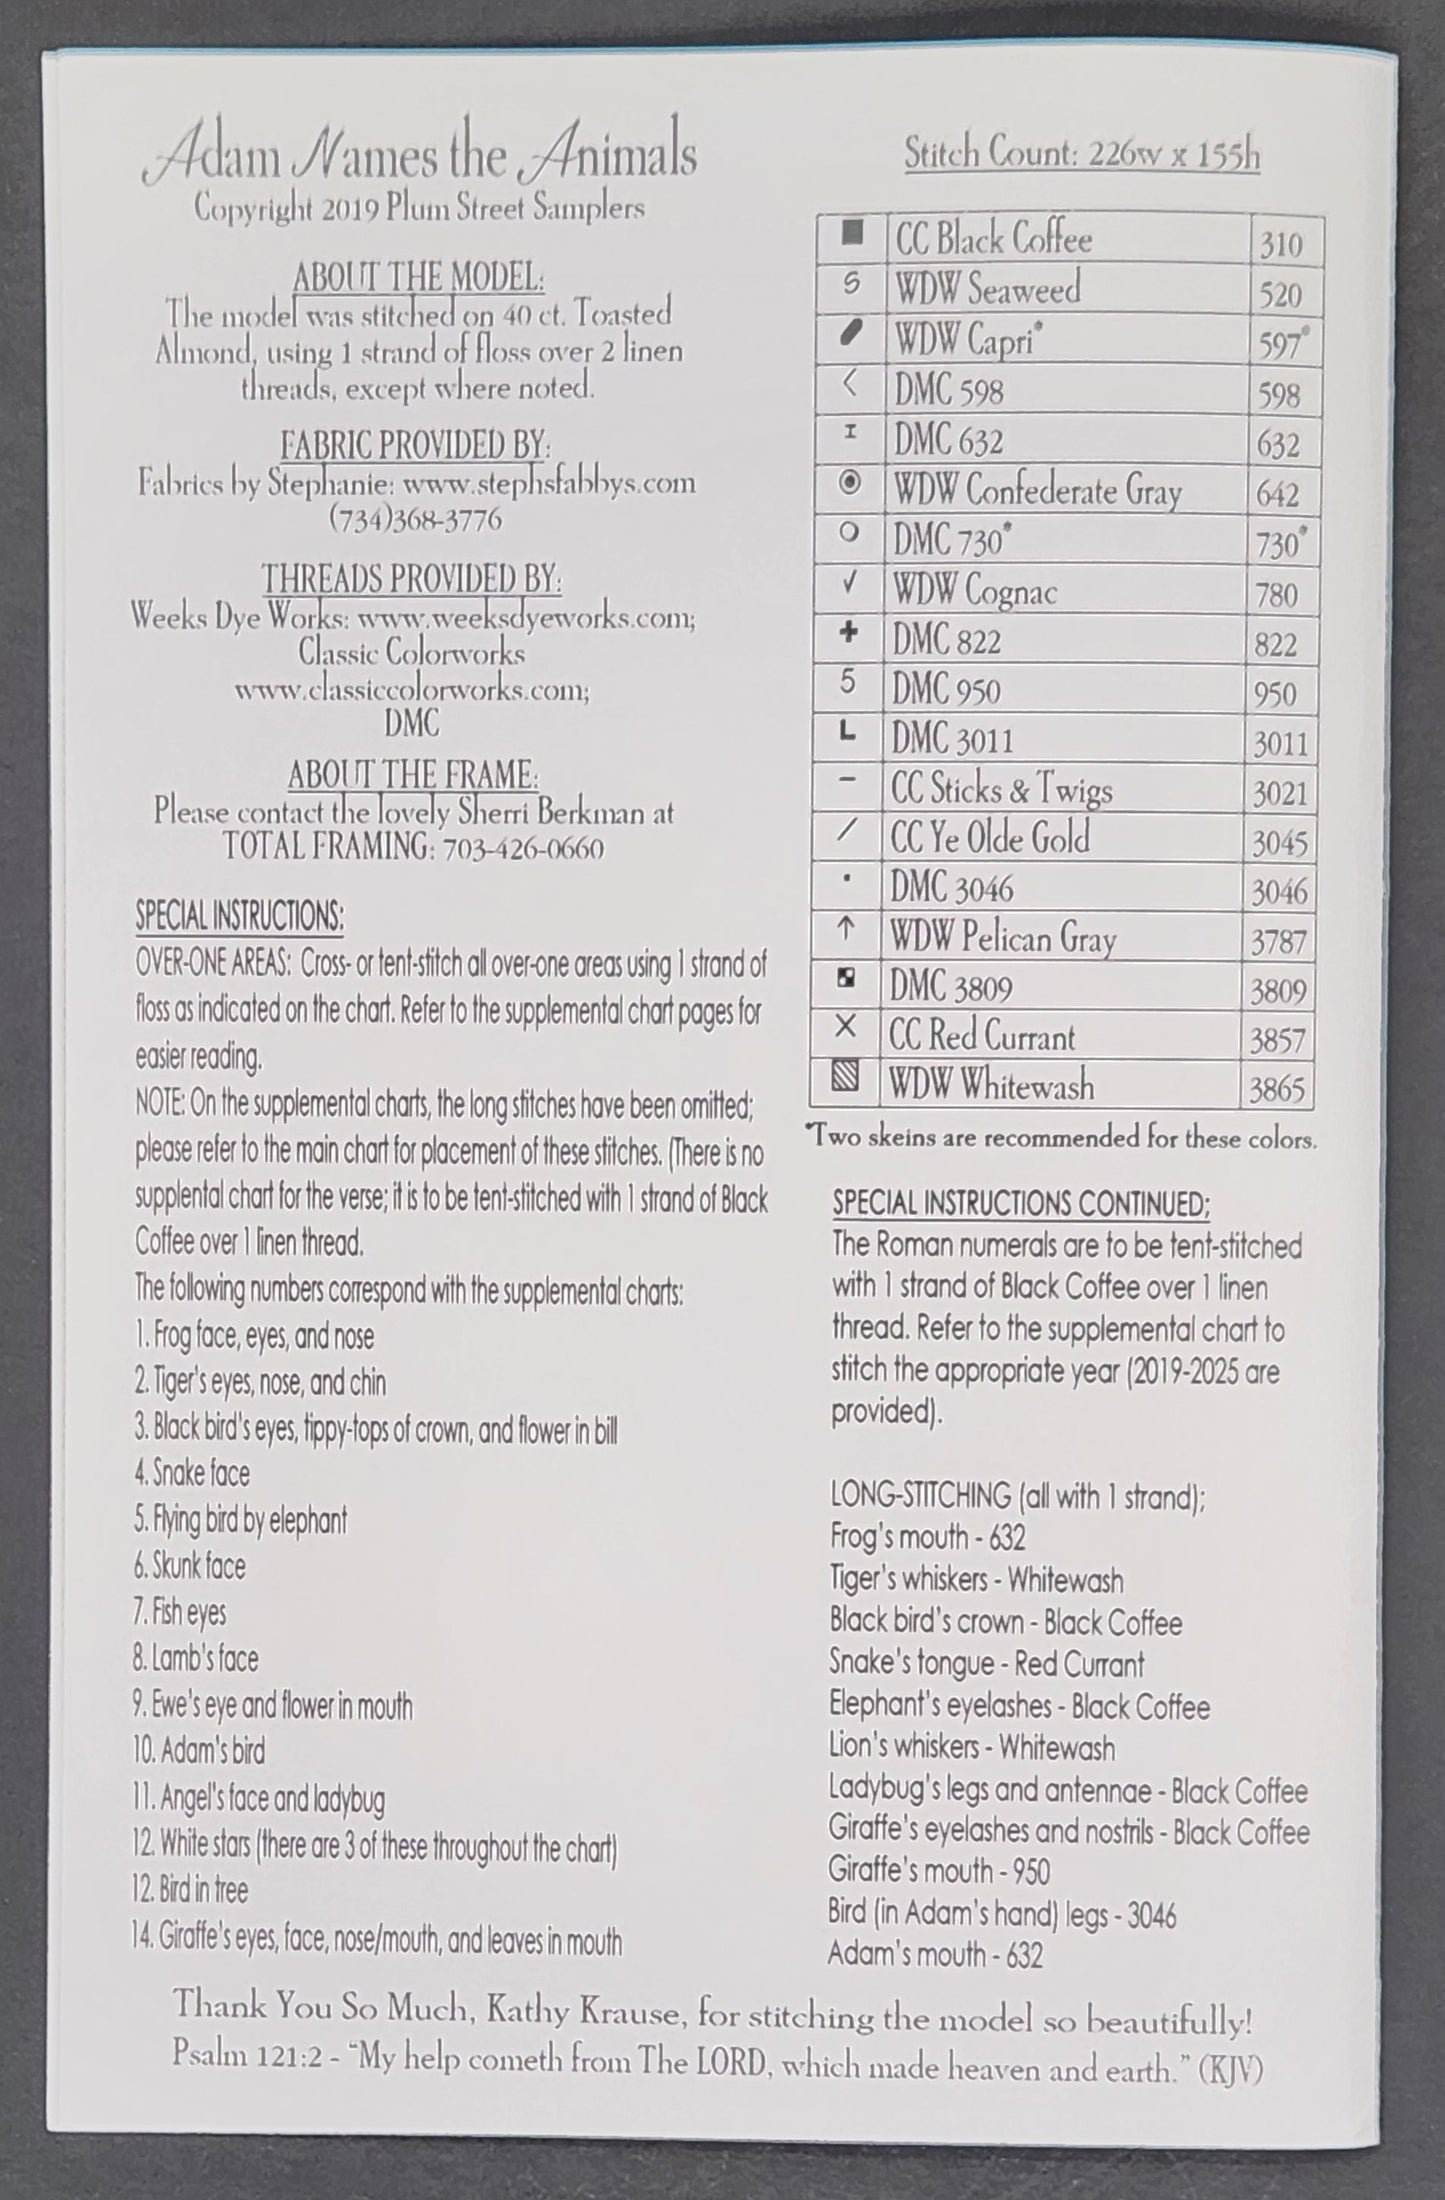 Adam Names the Animals
Copyright 2019 Plum Street Samplers
ABOUT THE MODEL:
The model was stitched on 40 ct. Toasted
Almond, using 1 strand of floss over 2 linen
threads, except where noted.
FABRIC PROVIDED BY:
Fabrics by Stephanie: www.stephsfabbys.com
(734)368-3776
THREADS PROVIDED BY:
Weeks Dye Works: www.weeksdyeworks.com;
Classic Colorworks
www.classiccolorworks.com;
DMC
ABOUT THE FRAME:
Please contact the lovely Sherri Berkman at
TOTAL FRAMING: 703-426-0660
SPECIAL INSTRUCTIONS:
OVER-ONE AREAS: Cross- or tent-stitch all over-one areas using 1 strand of
floss as indicated on the chart. Refer to the supplemental chart pages for
easier reading.
NOTE: On the supplemental charts, the long stitches have been omitted;
please refer to the main chart for placement of these stitches. (There is no
supplental chart for the verse; it is to be tent-stitched with 1 strand of Black
Coffee over 1 linen thread.
The following numbers correspond with the supplemental charts:
1. Frog face, eyes, and nose
2. Tiger's eyes, nose, and chin
3. Black bird's eyes, tippy-tops of crown, and flower in bill
4. Snake face
5. Flying bird by elephant
6. Skunk face
7. Fish eyes
8. Lamb's face
9. Ewe's eye and flower in mouth
10. Adam's bird
11. Angel's face and ladybug
12. White stars (there are 3 of these throughout the chart)
12. Bird in tree
14. Giraffe's eyes, face, nose/mouth, and leaves in mouth
Stitch Count: 226w x 155h
■ CC Black Coffee 310
S WDW Seaweed 520
WDW Capri* 597*
< DMC 598 598
I DMC 632 632
◉ WDW Confederate Gray 642
O DMC 730* 730*
√ WDW Cognac 780
+ DMC 822 822
5 DMC 950 950
L DMC 3011 3011
- CC Sticks & Twigs 3021
/ CC Ye Olde Gold 3045
· DMC 3046 3046
↑ WDW Pelican Gray 3787
DMC 3809 3809
X CC Red Currant 3857
▧ WDW Whitewash 3865
*Two skeins are recommended for these colors.
SPECIAL INSTRUCTIONS CONTINUED:
The Roman numerals are to be tent-stitched
with 1 strand of Black Coffee over 1 linen
thread. Refer to the supplemental chart to
stitch the appropriate year (2019-2025 are
provided).
LONG-STITCHING (all with 1 strand);
Frog's mouth - 632
Tiger's whiskers - Whitewash
Black bird's crown - Black Coffee
Snake's tongue - Red Currant
Elephant's eyelashes - Black Coffee
Lion's whiskers - Whitewash
Ladybug's legs and antennae - Black Coffee
Giraffe's eyelashes and nostrils - Black Coffee
Giraffe's mouth - 950
Bird (in Adam's hand) legs - 3046
Adam's mouth - 632
Thank You So Much, Kathy Krause, for stitching the model so beautifully!
Psalm 121:2 - "My help cometh from The LORD, which made heaven and earth." (KJV)